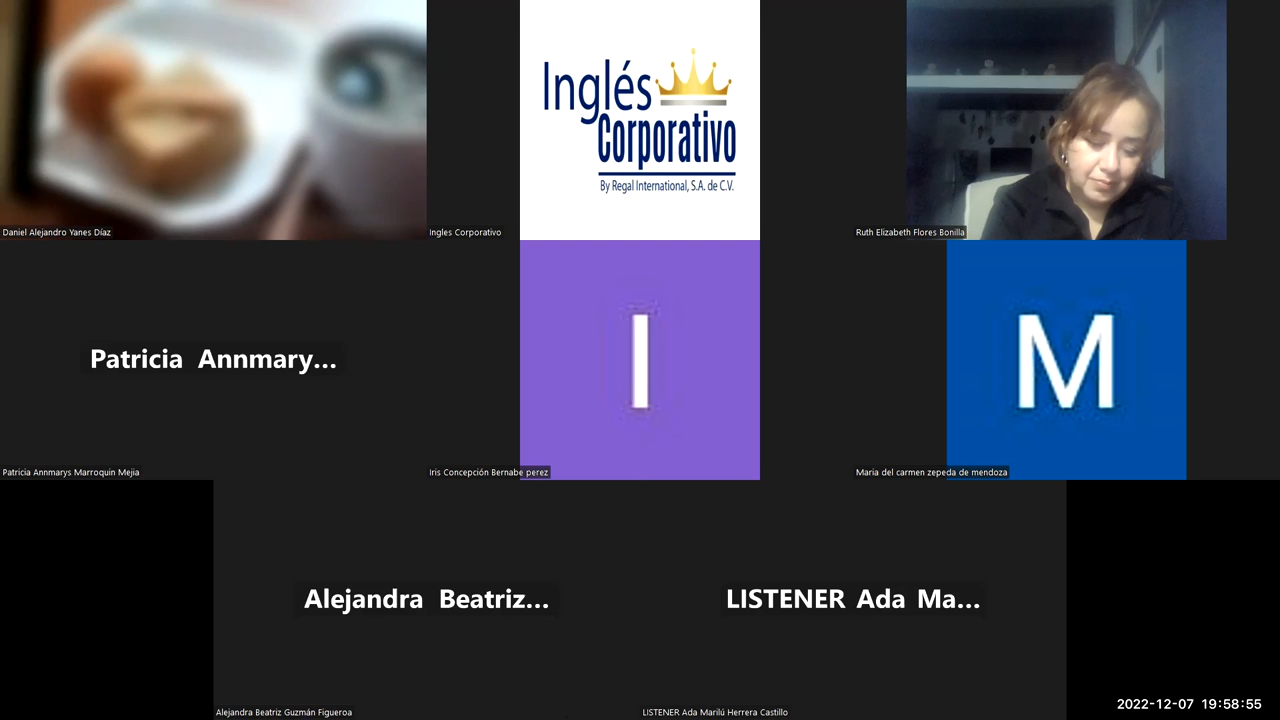 Inglés
Corporativo
By Regal International, S.A. de C.V.
Daniel Alejandro Yanes Díaz
Ingles Corporativo
Ruth Elizabeth Flores Bonilla
Patricia Annmary...
I
M
Patricia Annmarys Marroquin Mejia
Iris Concepción Bernabe perez
Maria del carmen zepeda de mendoza
Alejandra Beatriz...
LISTENER Ada Ma...
Alejandra Beatriz Guzmán Figueroa
LISTENER Ada Marilú Herrera Castillo
2022-12-07 19:58:55